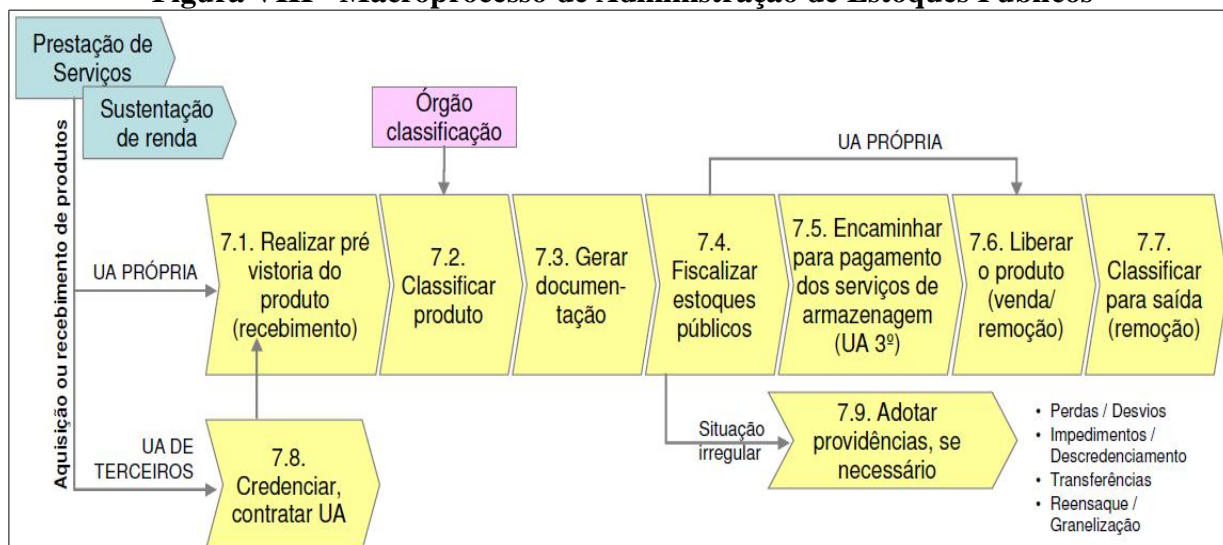 Figura VIII - Macroprocesso de Administração de Estoques Públicos
Prestação de
Serviços
Sustentação
de renda
Órgão
classificação
Aquisição ou recebimento de produtos
UA PRÓPRIA
UA PRÓPRIA
7.1. Realizar pré
vistoria do
produto
(recebimento)
7.2.
Classificar
produto
7.3. Gerar
documen-
tação
7.4.
Fiscalizar
estoques
públicos
7.5. Encaminhar
para pagamento
dos serviços de
armazenagem
(UA 3º)
7.6. Liberar
o produto
(venda/
remoção)
7.7.
Classificar
para saída
(remoção)
UA DE
TERCEIROS
7.8.
Credenciar,
contratar UA
Situação
irregular
7.9. Adotar
providências, se
necessário
• Perdas / Desvios
• Impedimentos /
Descredenciamento
• Transferências
• Reensaque /
Granelização